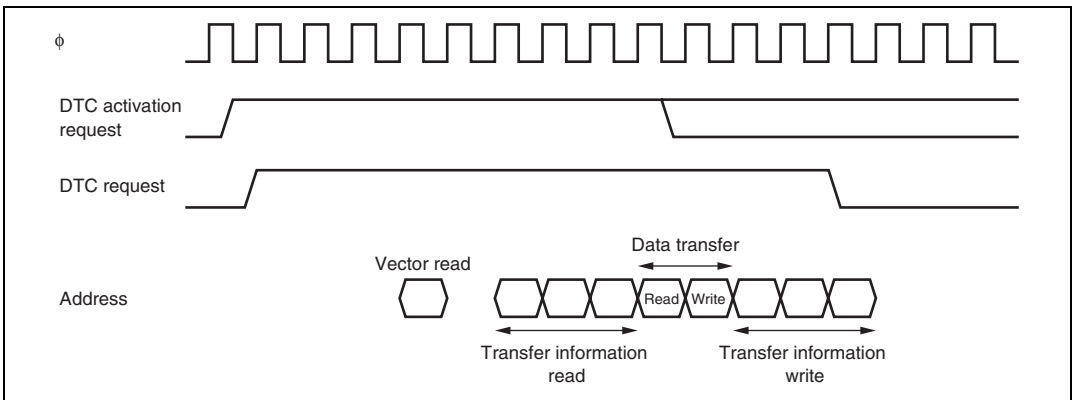 φ
DTC activation
request
DTC request
Data transfer
Vector read
Address
Read Write
Transfer information
read
Transfer information
write